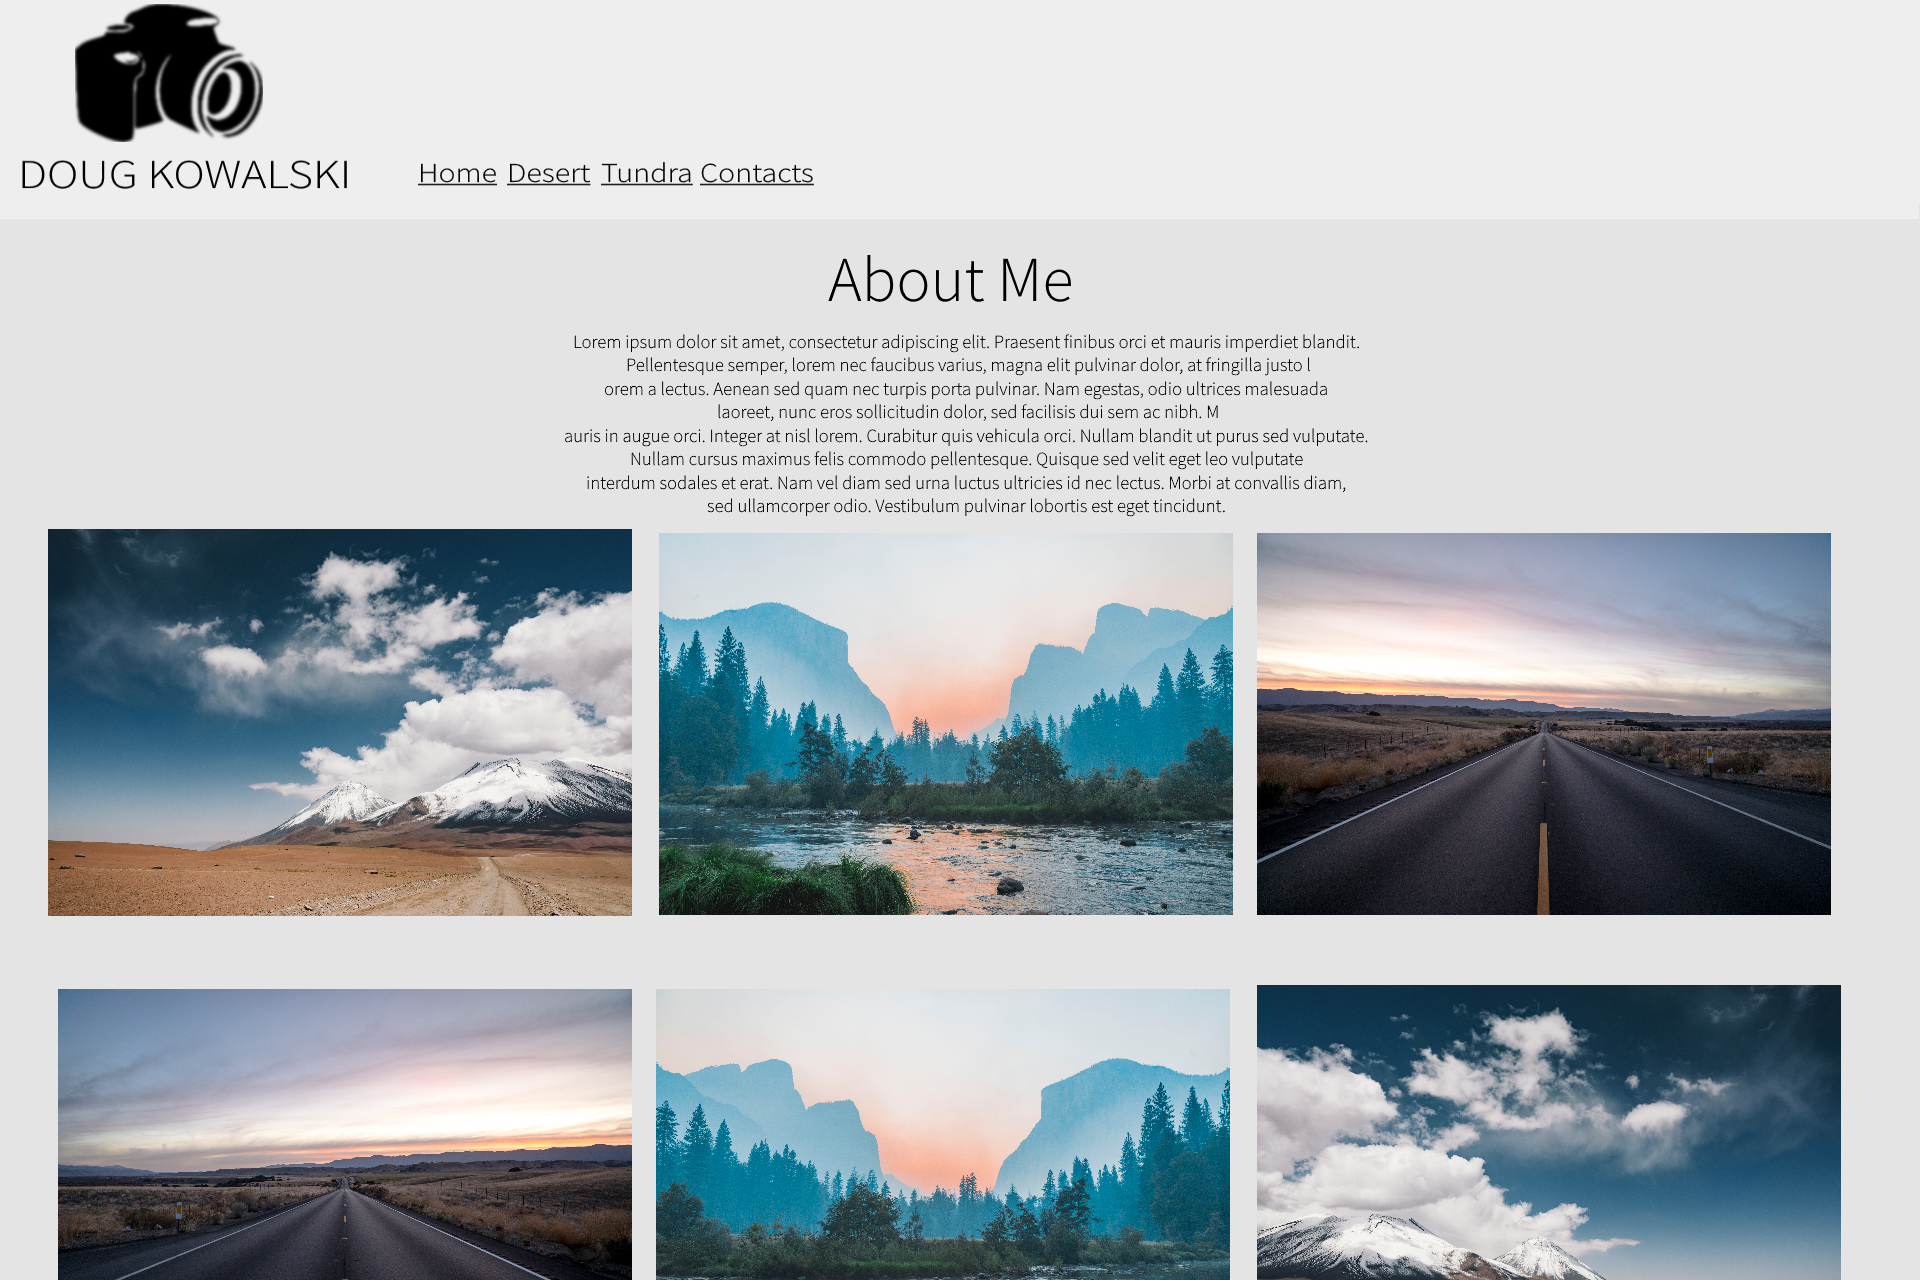 DOUG KOWALSKI
Home Desert Tundra Contacts
About Me
Lorem ipsum dolor sit amet, consectetur adipiscing elit. Praesent finibus orci et mauris imperdiet blandit.
Pellentesque semper, lorem nec faucibus varius, magna elit pulvinar dolor, at fringilla justo l
orem a lectus. Aenean sed quam nec turpis porta pulvinar. Nam egestas, odio ultrices malesuada
laoreet, nunc eros sollicitudin dolor, sed facilisis dui sem ac nibh. M
auris in augue orci. Integer at nisl lorem. Curabitur quis vehicula orci. Nullam blandit ut purus sed vulputate.
Nullam cursus maximus felis commodo pellentesque. Quisque sed velit eget leo vulputate
interdum sodales et erat. Nam vel diam sed urna luctus ultricies id nec lectus. Morbi at convallis diam,
sed ullamcorper odio. Vestibulum pulvinar lobortis est eget tincidunt.